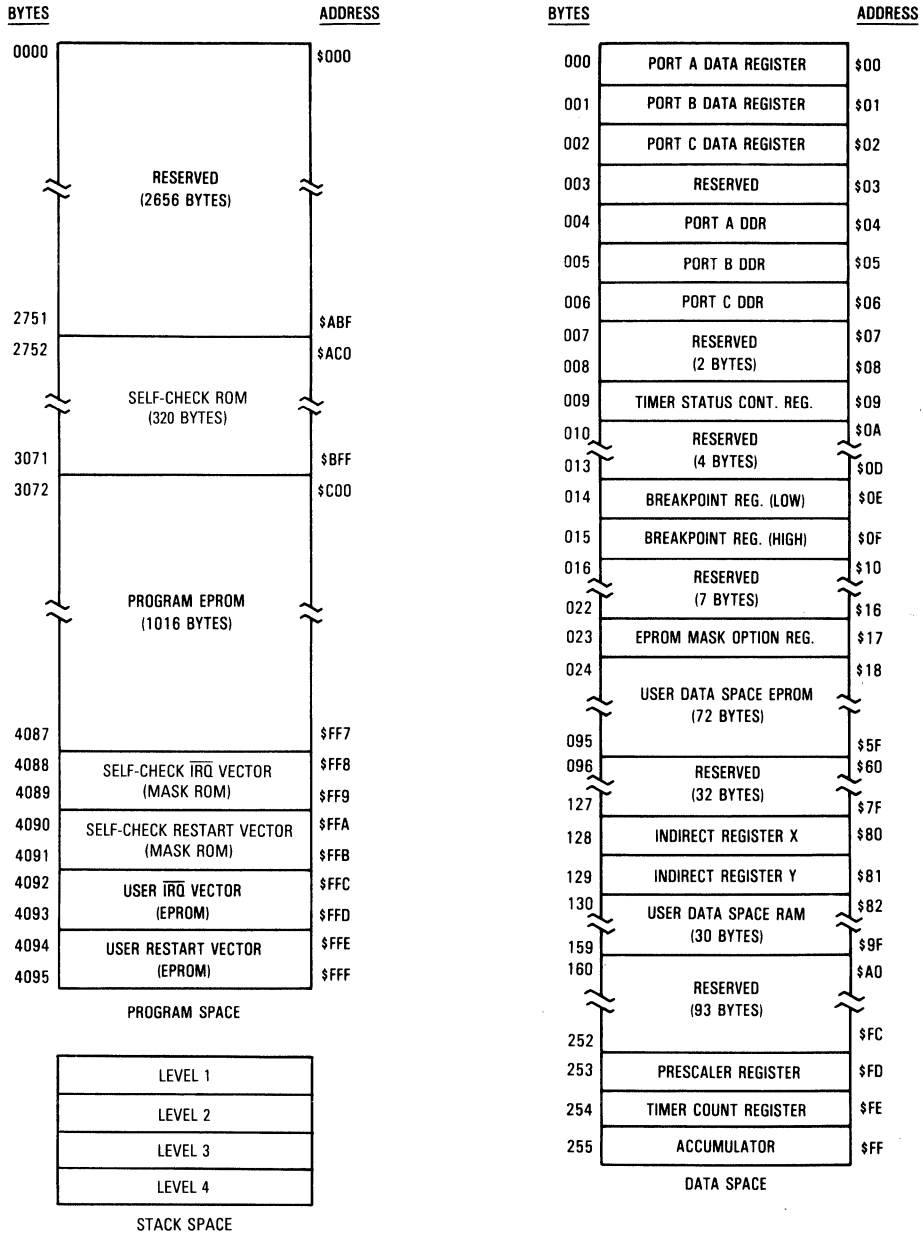 BYTES ADDRESS
0000 $000
RESERVED
(2656 BYTES)
2751 $ABF
2752 $AC0
SELF-CHECK ROM
(320 BYTES)
3071 $BFF
3072 $C00
PROGRAM EPROM
(1016 BYTES)
4087 $FF7
4088 SELF-CHECK IRQ VECTOR $FF8
4089 (MASK ROM) $FF9
4090 SELF-CHECK RESTART VECTOR $FFA
4091 (MASK ROM) $FFB
4092 USER IRQ VECTOR $FFC
4093 (EPROM) $FFD
4094 USER RESTART VECTOR $FFE
4095 (EPROM) $FFF
PROGRAM SPACE
LEVEL 1
LEVEL 2
LEVEL 3
LEVEL 4
STACK SPACE
BYTES ADDRESS
000 PORT A DATA REGISTER $00
001 PORT B DATA REGISTER $01
002 PORT C DATA REGISTER $02
003 RESERVED $03
004 PORT A DDR $04
005 PORT B DDR $05
006 PORT C DDR $06
007 RESERVED $07
008 (2 BYTES) $08
009 TIMER STATUS CONT. REG. $09
010 RESERVED $0A
013 (4 BYTES) $0D
014 BREAKPOINT REG. (LOW) $0E
015 BREAKPOINT REG. (HIGH) $0F
016 RESERVED $10
(7 BYTES)
022 $16
023 EPROM MASK OPTION REG. $17
024 $18
USER DATA SPACE EPROM
(72 BYTES)
095 $5F
096 RESERVED $60
(32 BYTES)
127 $7F
128 INDIRECT REGISTER X $80
129 INDIRECT REGISTER Y $81
130 USER DATA SPACE RAM $82
(30 BYTES)
159 $9F
160 $A0
RESERVED
(93 BYTES)
252 $FC
253 PRESCALER REGISTER $FD
254 TIMER COUNT REGISTER $FE
255 ACCUMULATOR $FF
DATA SPACE